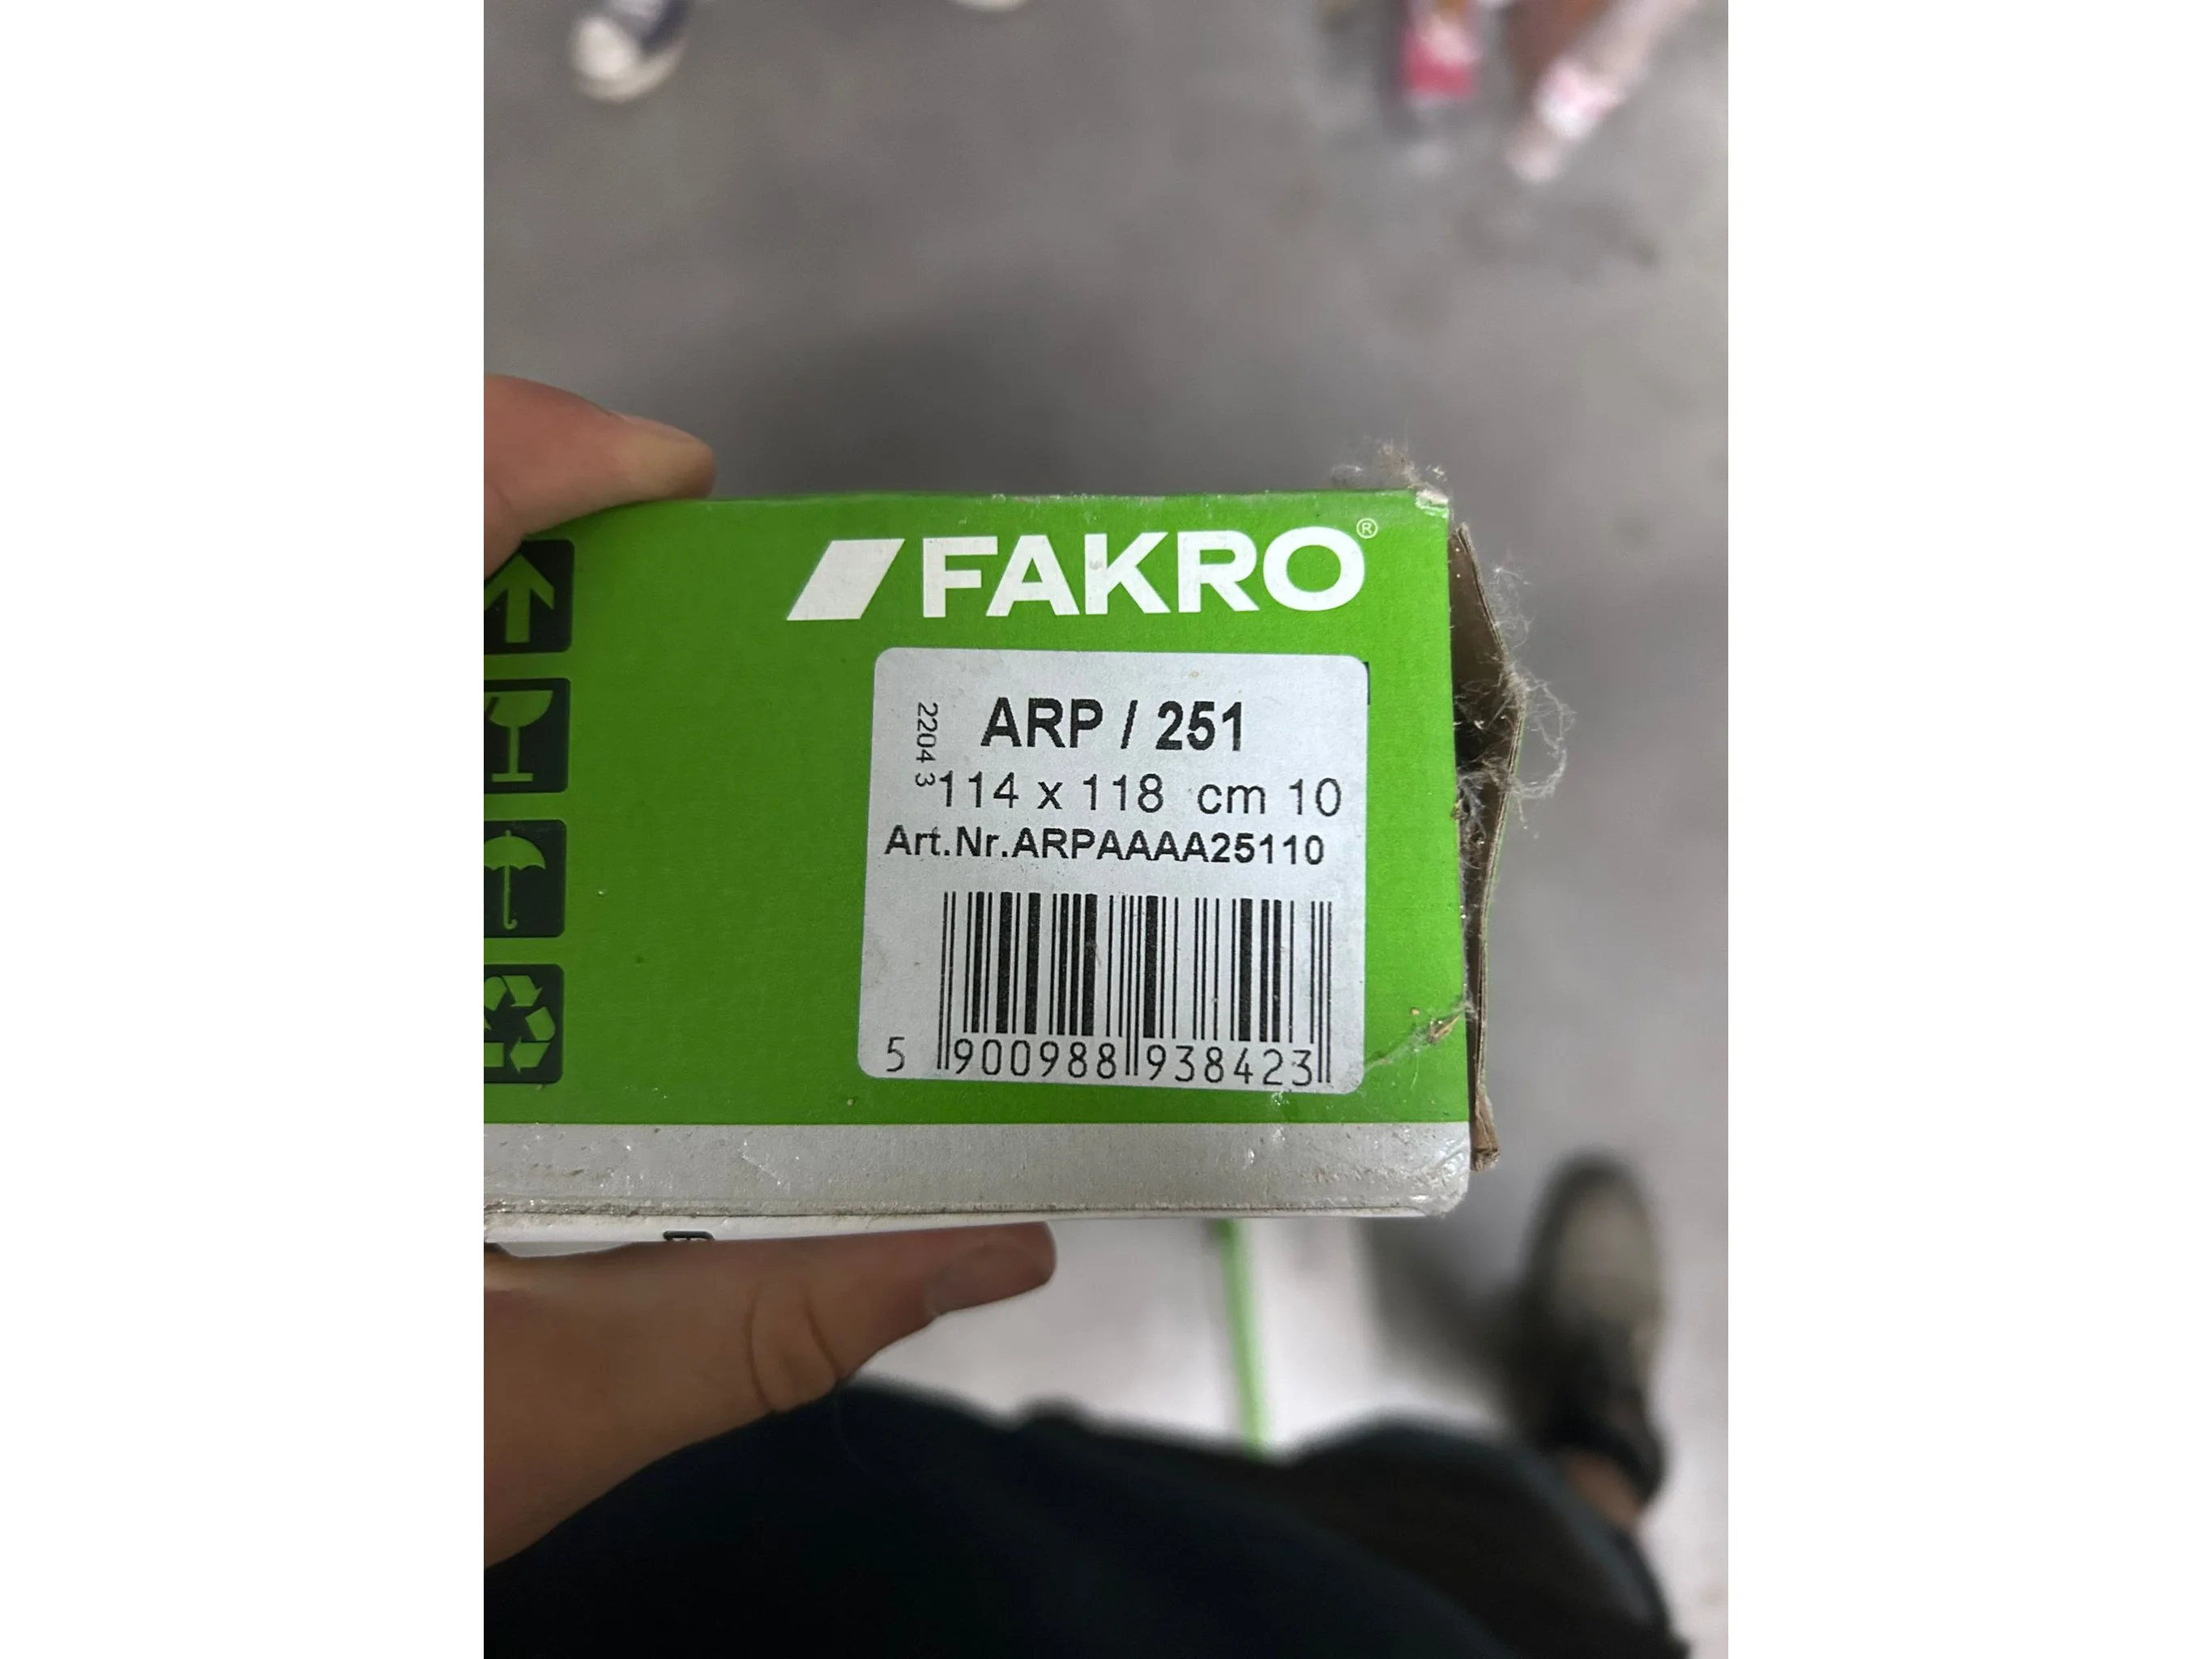 FAKRO®
2204 3
ARP / 251
114 x 118 cm 10
Art.Nr.ARPAAAA25110
5 900988 938423